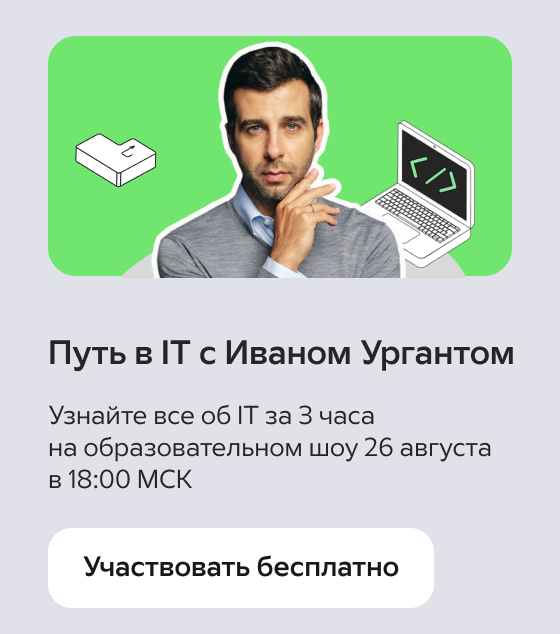 </>
Путь в IT с Иваном Ургантом
Узнайте все об IT за 3 часа
на образовательном шоу 26 августа
в 18:00 МСК
Участвовать бесплатно